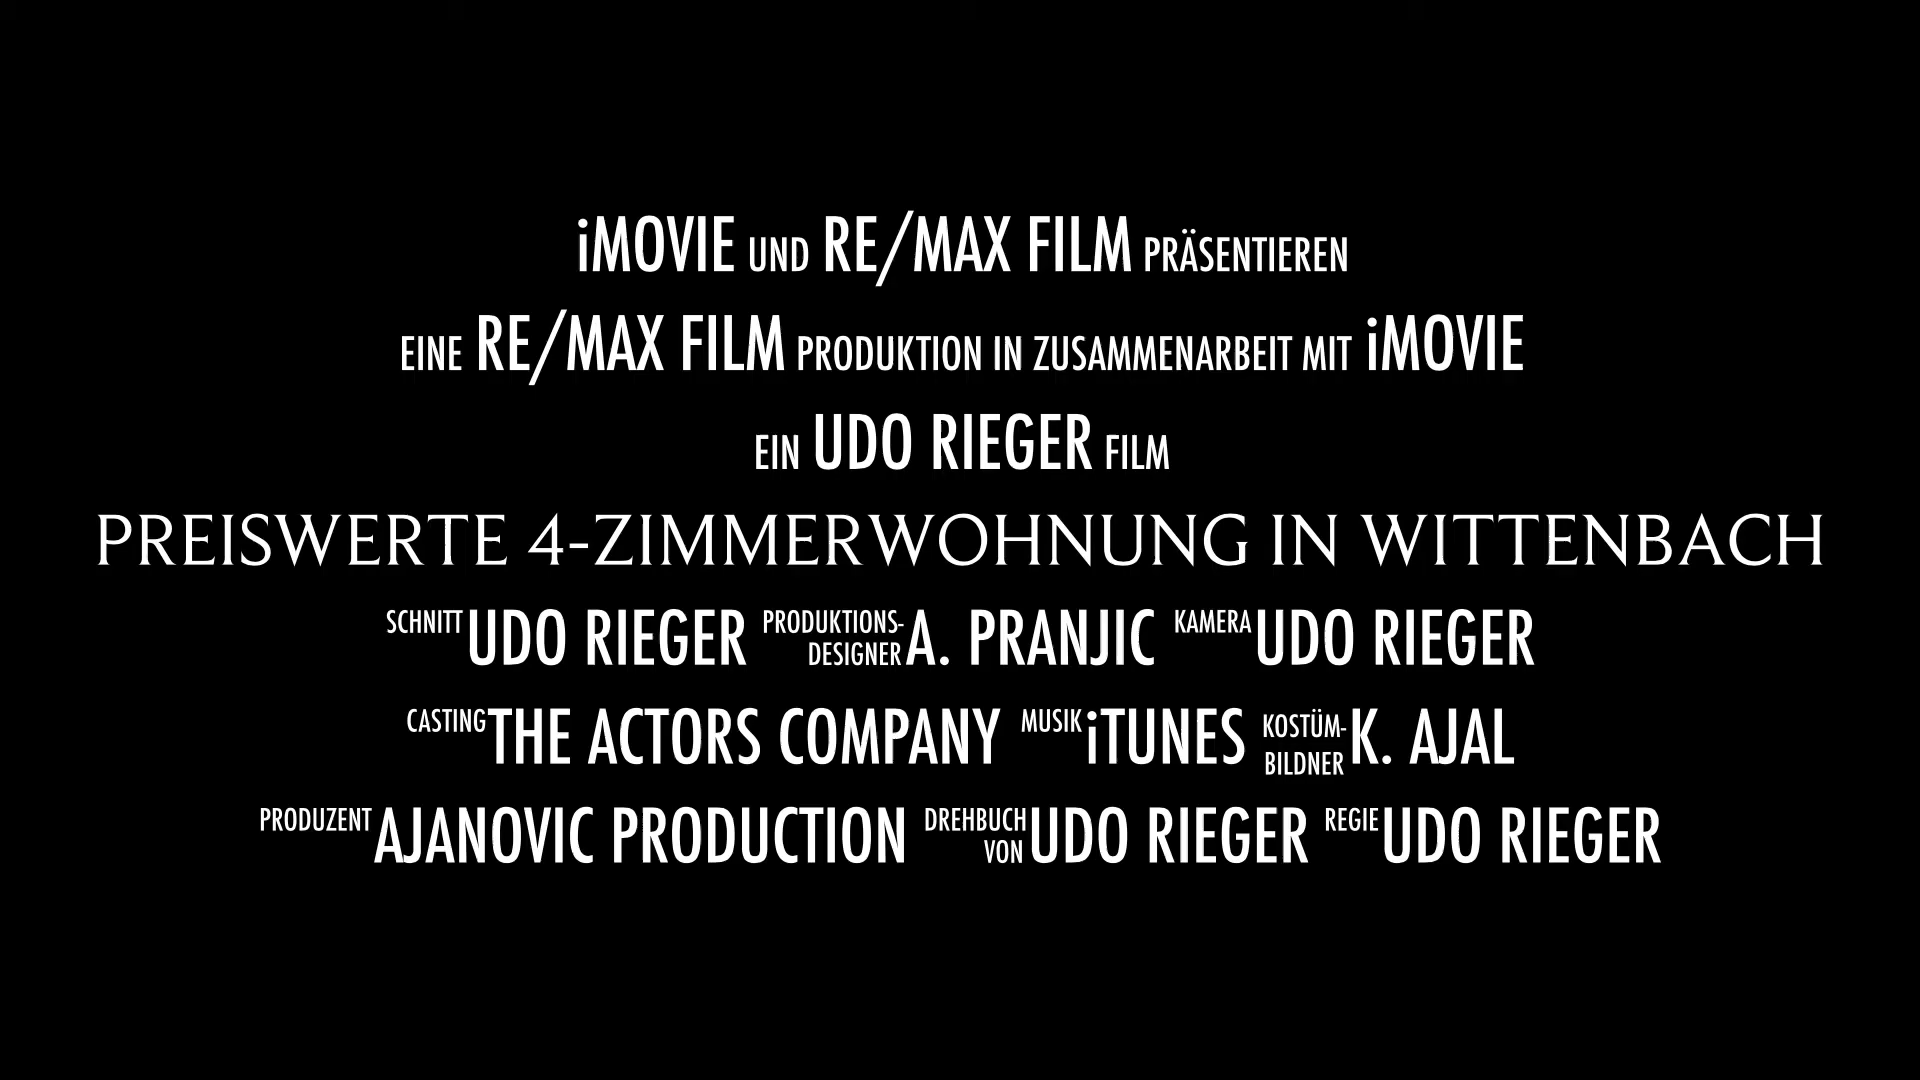 iMOVIE UND RE/MAX FILM PRÄSENTIEREN
EINE RE/MAX FILM PRODUKTION IN ZUSAMMENARBEIT MIT iMOVIE
EIN UDO RIEGER FILM
PREISWERTE 4-ZIMMERWOHNUNG IN WITTENBACH
SCHNITT UDO RIEGER PRODUKTIONS-DESIGNER A. PRANJIC KAMERA UDO RIEGER
CASTING THE ACTORS COMPANY MUSIK iTUNES KOSTÜM-BILDNER K. AJAL
PRODUZENT AJANOVIC PRODUCTION DREHBUCH VON UDO RIEGER REGIE UDO RIEGER